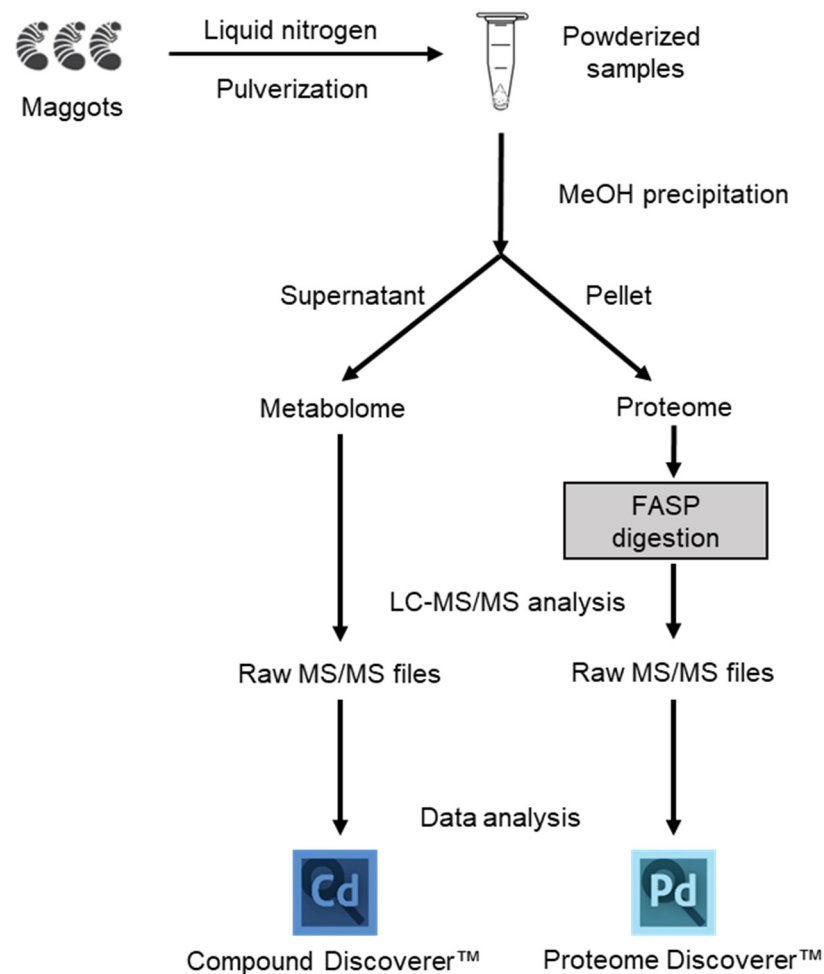 Liquid nitrogen
Pulverization
Maggots
Powderized
samples
MeOH precipitation
Supernatant
Pellet
Metabolome
Proteome
FASP
digestion
LC-MS/MS analysis
Raw MS/MS files
Raw MS/MS files
Data analysis
Cd
Pd
Compound Discoverer™
Proteome Discoverer™